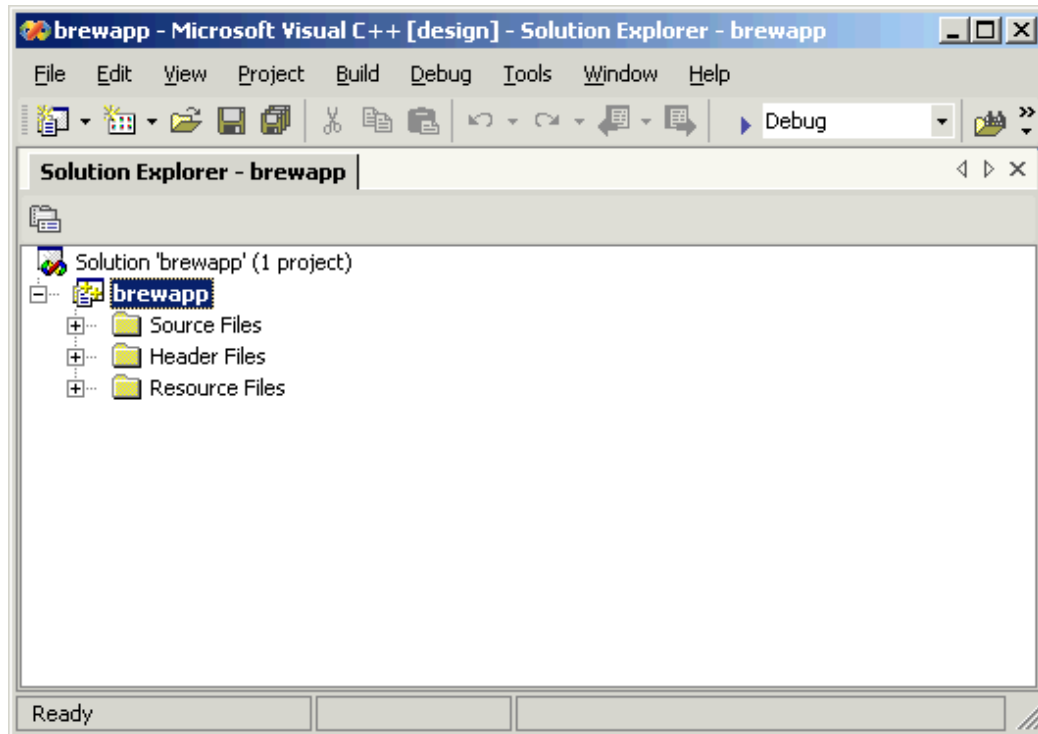 brewapp - Microsoft Visual C++ [design] - Solution Explorer - brewapp
File Edit View Project Build Debug Tools Window Help
Debug
Solution Explorer - brewapp
Solution 'brewapp' (1 project)
brewapp
Source Files
Header Files
Resource Files
Ready